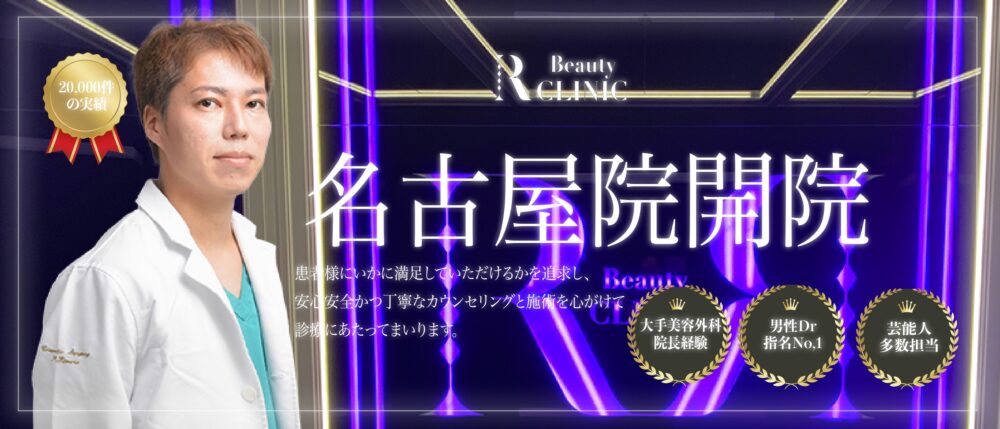 20,000件
の実績
R
Beauty
CLINIC
名古屋院開院
患者様にいかに満足していただけるかを追求し、
安心安全かつ丁寧なカウンセリングと施術を心がけて
診療にあたってまいります。
Beauty
大手美容外科
院長経験
男性Dr
指名No,1
芸能人
多数担当